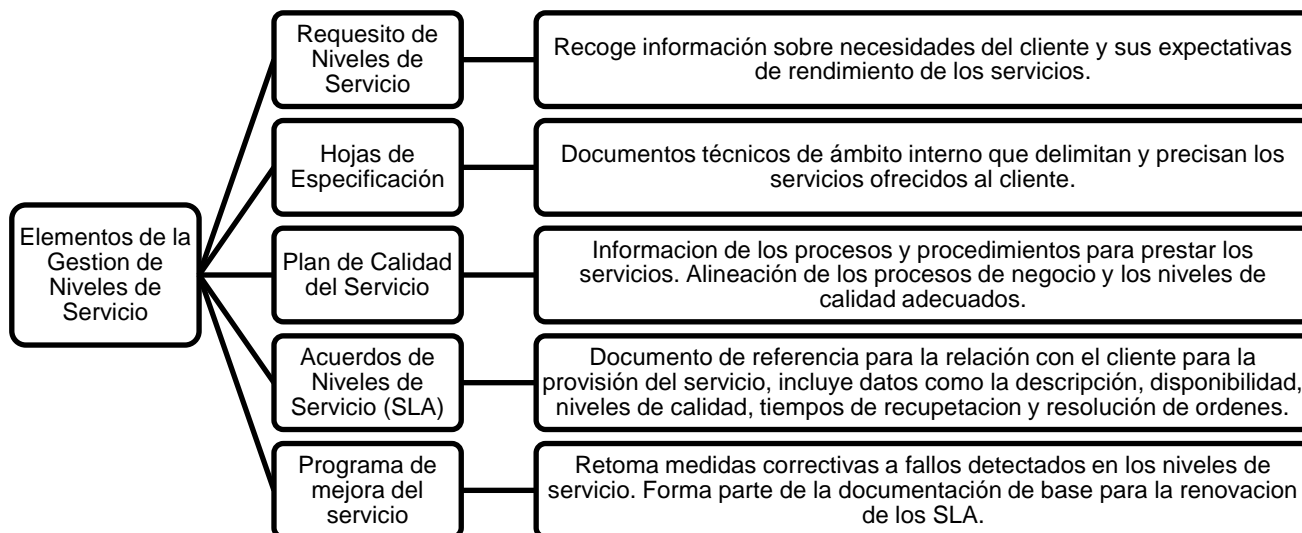 Elementos de la
Gestion de
Niveles de
Servicio
Requesito de
Niveles de
Servicio
Recoge información sobre necesidades del cliente y sus expectativas
de rendimiento de los servicios.
Hojas de
Especificación
Documentos técnicos de ámbito interno que delimitan y precisan los
servicios ofrecidos al cliente.
Plan de Calidad
del Servicio
Informacion de los procesos y procedimientos para prestar los
servicios. Alineación de los procesos de negocio y los niveles de
calidad adecuados.
Acuerdos de
Niveles de
Servicio (SLA)
Documento de referencia para la relación con el cliente para la
provisión del servicio, incluye datos como la descripción, disponibilidad,
niveles de calidad, tiempos de recupetacion y resolución de ordenes.
Programa de
mejora del
servicio
Retoma medidas correctivas a fallos detectados en los niveles de
servicio. Forma parte de la documentación de base para la renovacion
de los SLA.